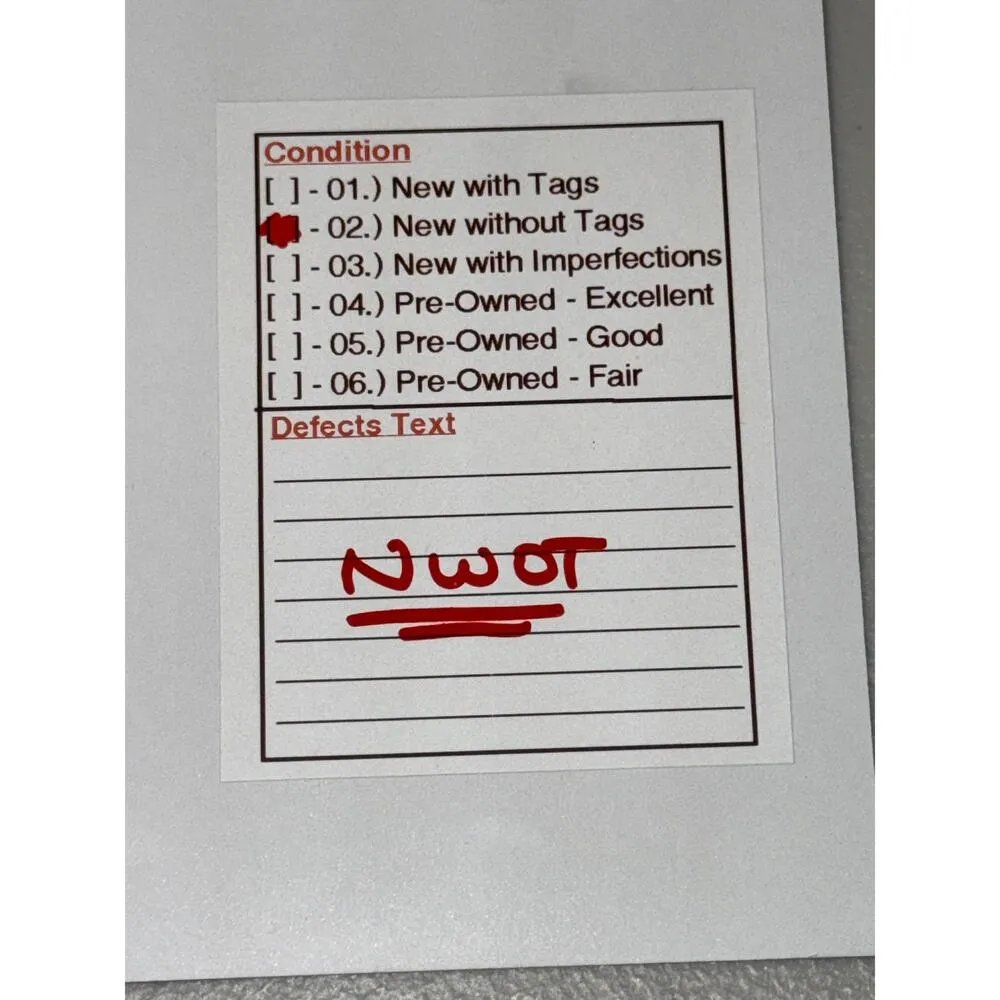 Condition
[ ] - 01.) New with Tags
[ ] - 02.) New without Tags
[ ] - 03.) New with Imperfections
[ ] - 04.) Pre-Owned - Excellent
[ ] - 05.) Pre-Owned - Good
[ ] - 06.) Pre-Owned - Fair
Defects Text
NWOT